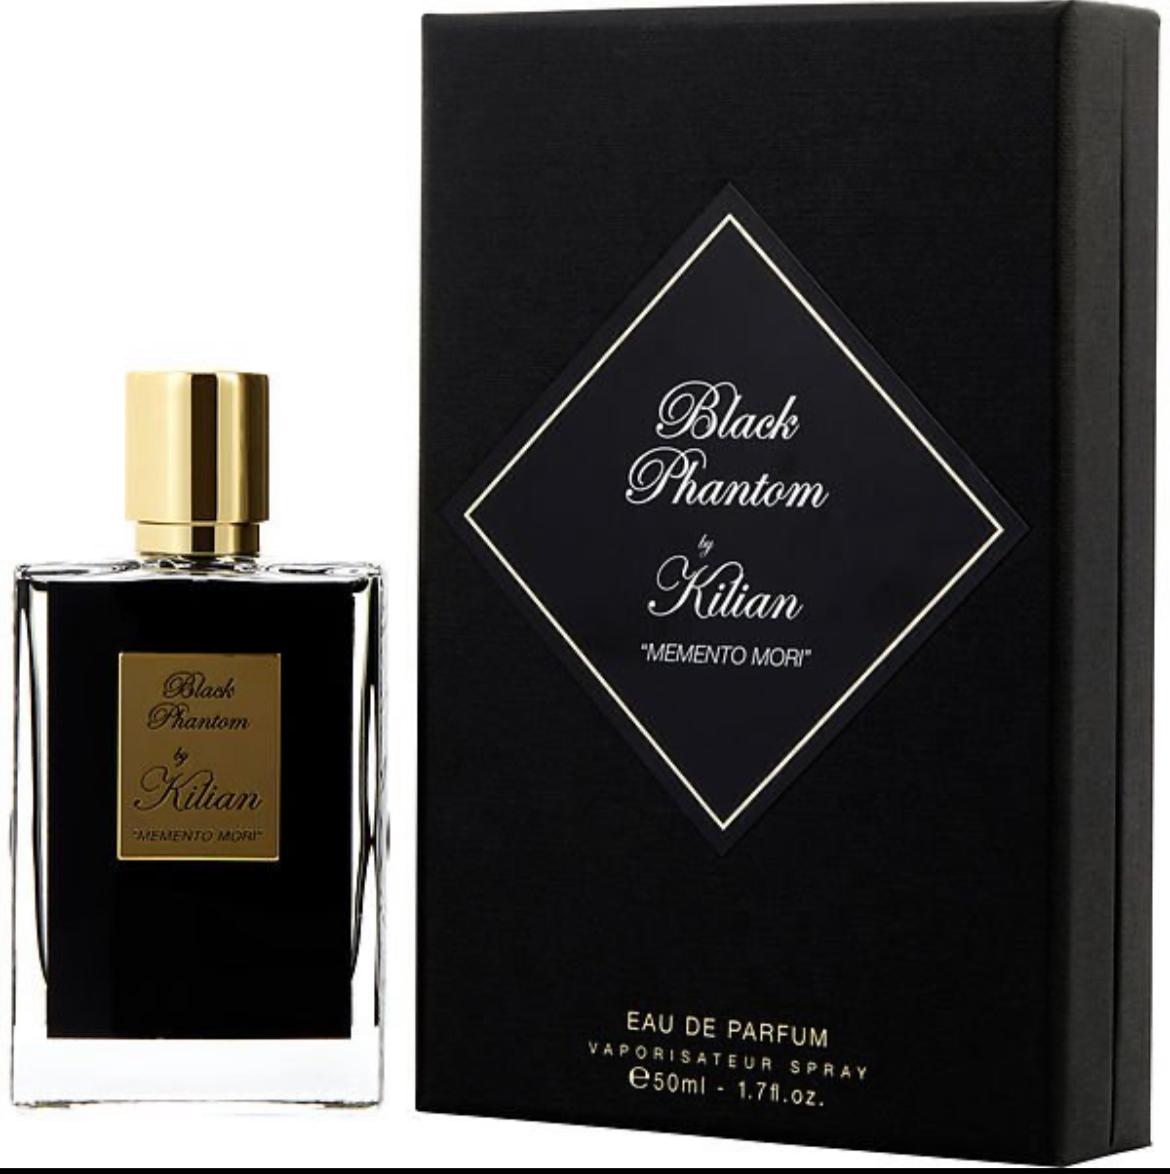 Black
Phantom
by
Kilian
"MEMENTO MORI"
Black
Phantom
by
Kilian
"MEMENTO MORI"
EAU DE PARFUM
VAPORISATEUR SPRAY
℮50ml - 1.7fl.oz.